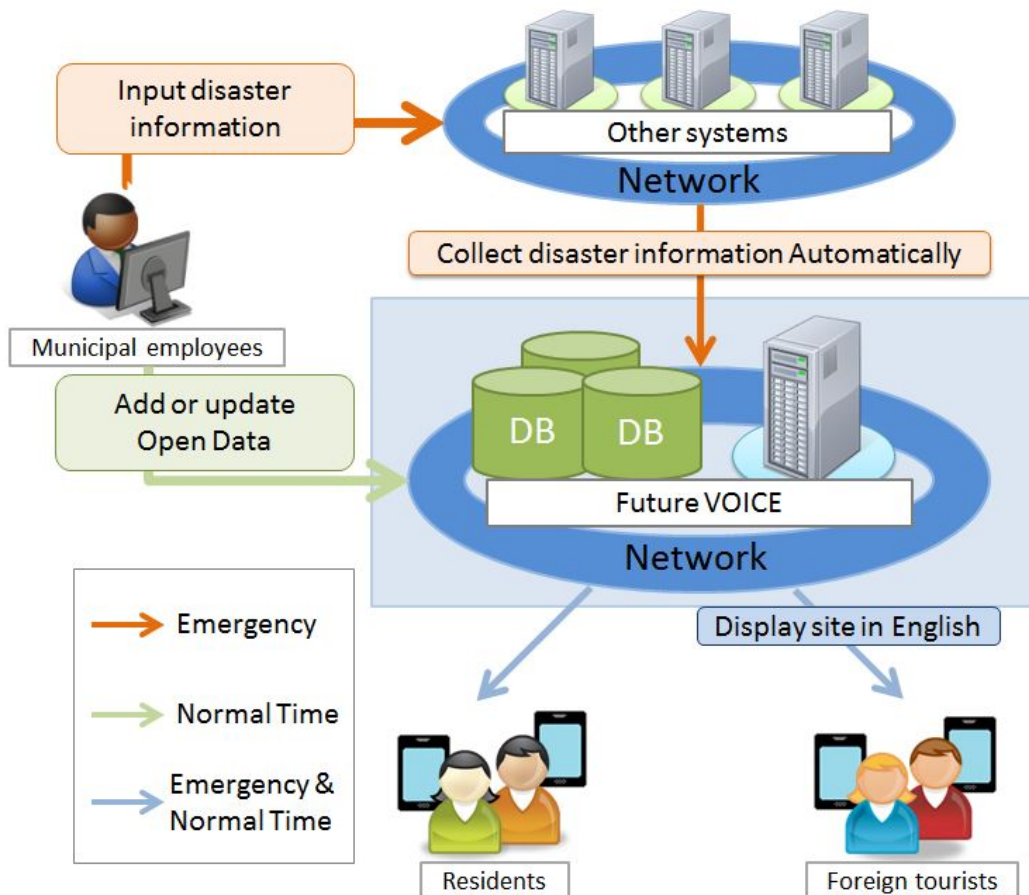 Input disaster
information
Other systems
Network
Collect disaster information Automatically
Municipal employees
Add or update
Open Data
DB
DB
Future VOICE
Network
Display site in English
Emergency
Normal Time
Emergency &
Normal Time
Residents
Foreign tourists